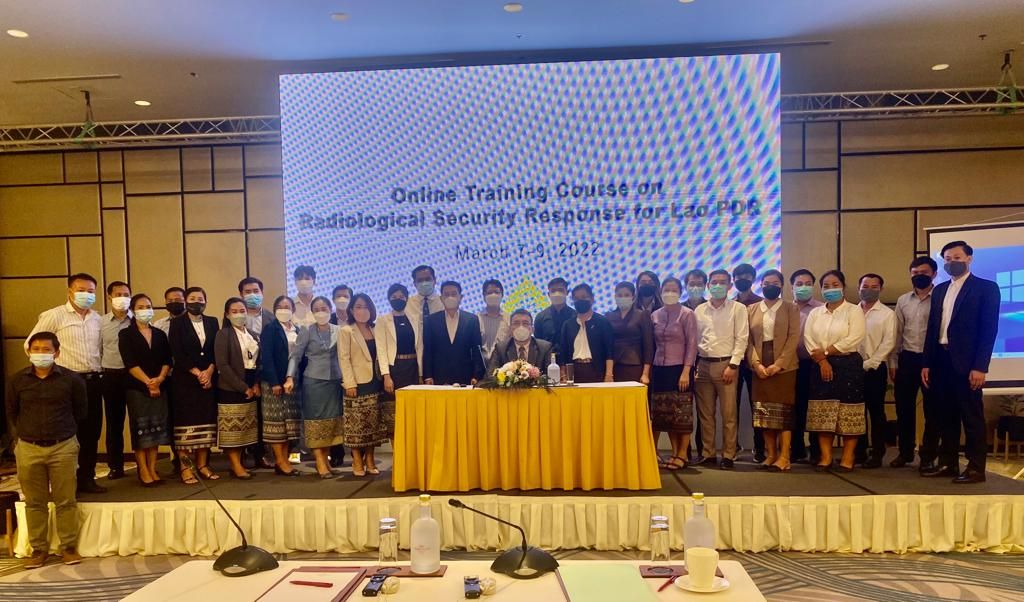 Online Training Course on
Radiological Security Response for Lao PDR
March 7-9, 2022